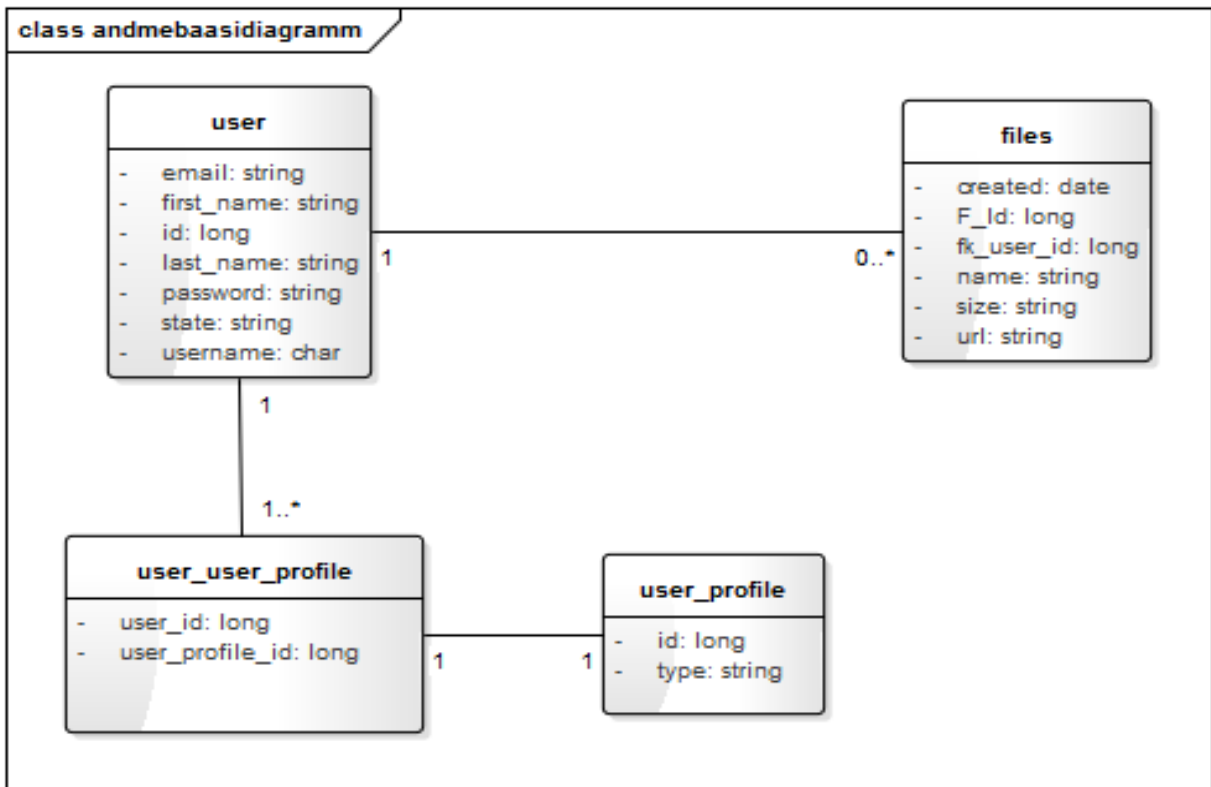 class andmebaasidiagramm
user
- email: string
- first_name: string
- id: long
- last_name: string
- password: string
- state: string
- username: char
files
- created: date
- F_Id: long
- fk_user_id: long
- name: string
- size: string
- url: string
1
0..*
1
1..*
user_user_profile
- user_id: long
- user_profile_id: long
1
1
user_profile
- id: long
- type: string